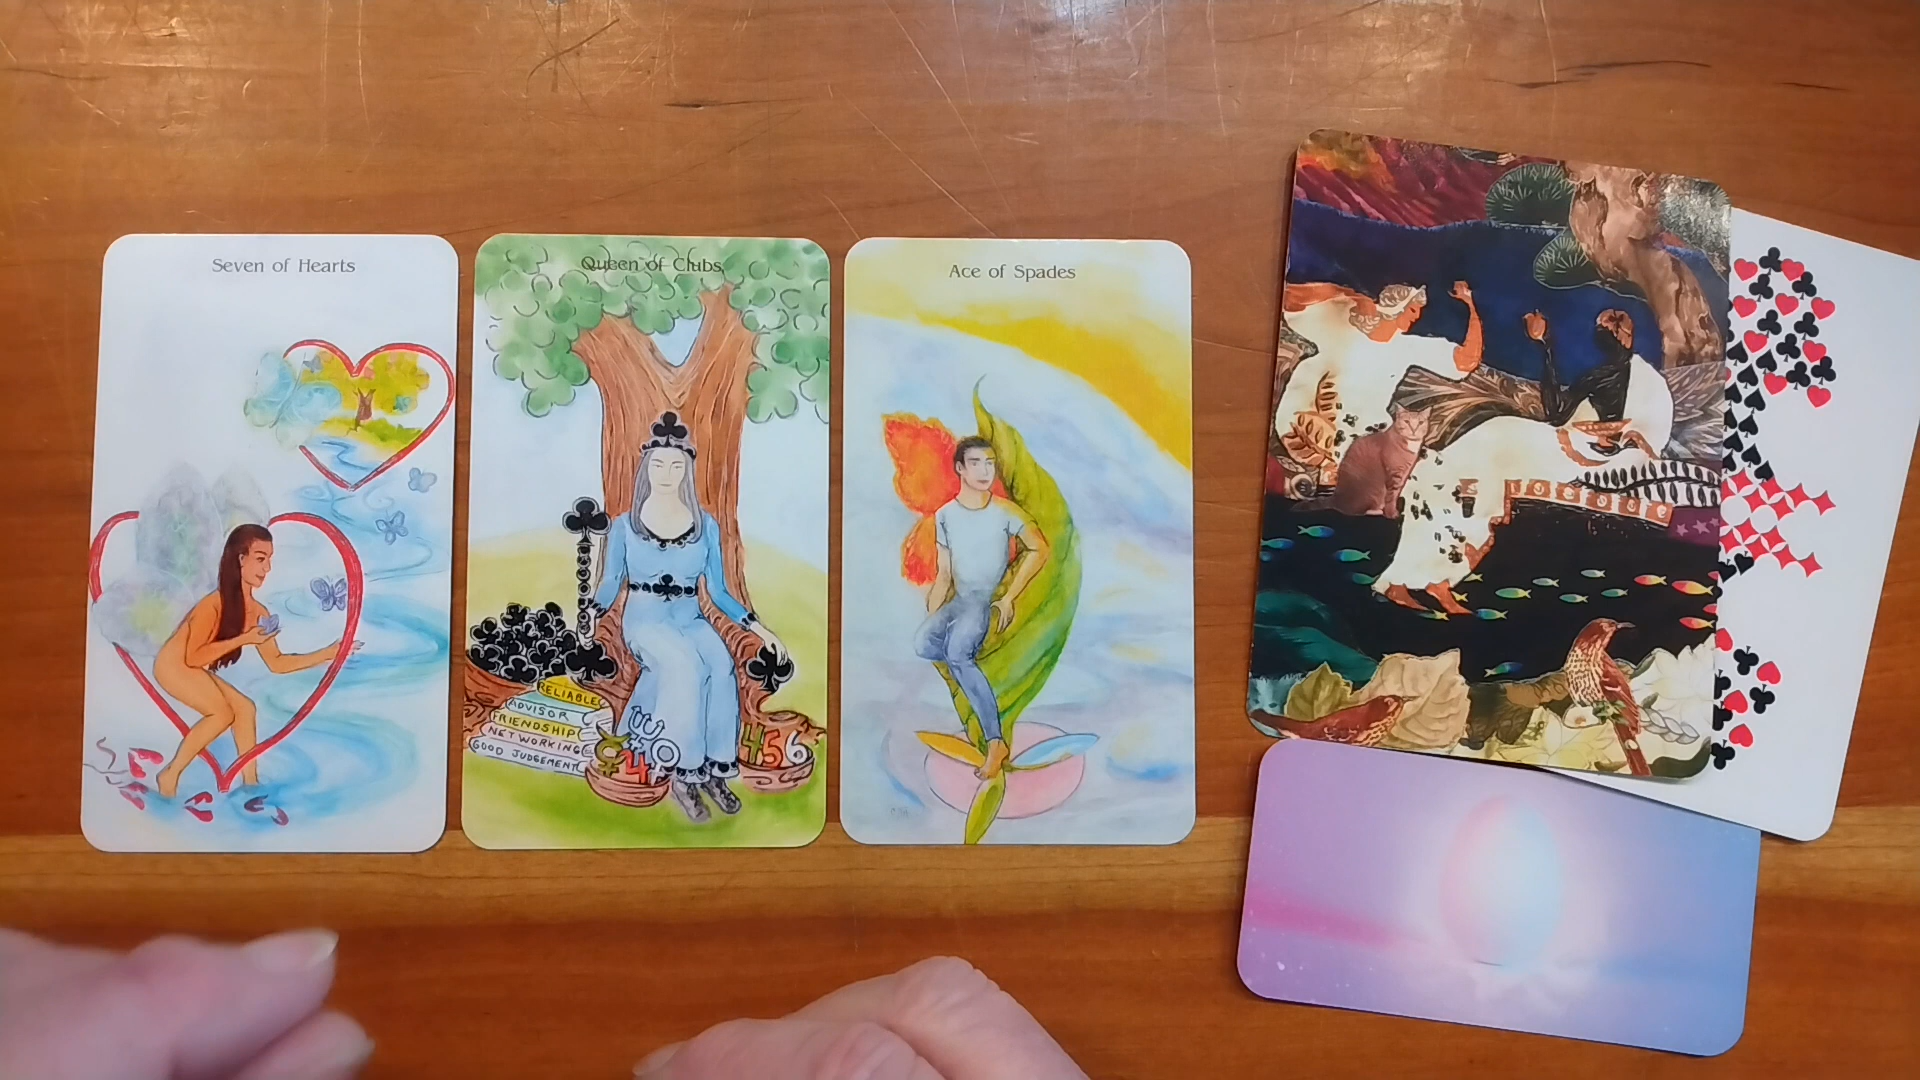 Seven of Hearts
Queen of Clubs
RELIABLE
ADVISOR
FRIENDSHIP
NETWORKING
GOOD JUDGEMENT
456
Ace of Spades